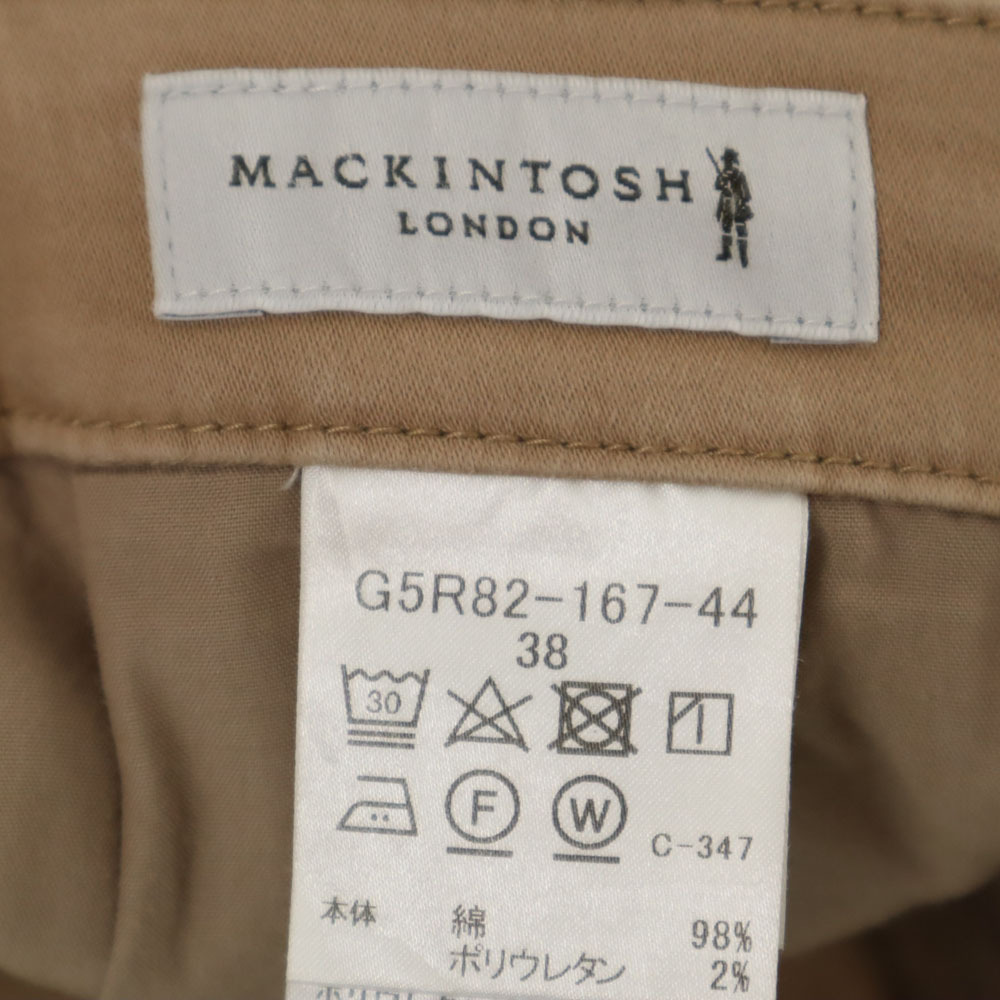 MACKINTOSH
LONDON
G5R82-167-44
38
30
F W C-347
本体 綿 98%
ポリウレタン 2%